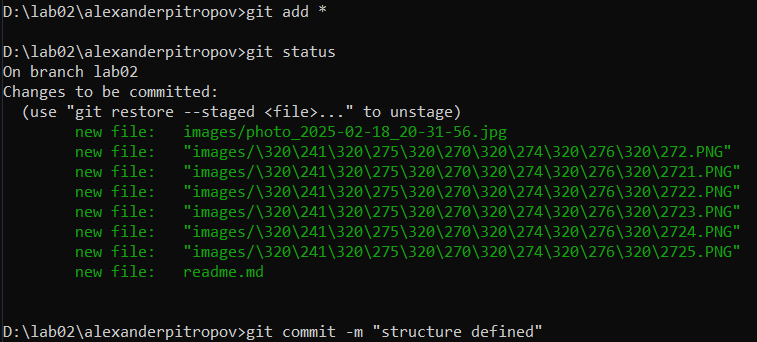 D:\lab02\alexanderpitropov>git add *
D:\lab02\alexanderpitropov>git status
On branch lab02
Changes to be committed:
  (use "git restore --staged <file>..." to unstage)
        new file:   images/photo_2025-02-18_20-31-56.jpg
        new file:   "images/\320\241\320\275\320\270\320\274\320\276\320\272.PNG"
        new file:   "images/\320\241\320\275\320\270\320\274\320\276\320\2721.PNG"
        new file:   "images/\320\241\320\275\320\270\320\274\320\276\320\2722.PNG"
        new file:   "images/\320\241\320\275\320\270\320\274\320\276\320\2723.PNG"
        new file:   "images/\320\241\320\275\320\270\320\274\320\276\320\2724.PNG"
        new file:   "images/\320\241\320\275\320\270\320\274\320\276\320\2725.PNG"
        new file:   readme.md
D:\lab02\alexanderpitropov>git commit -m "structure defined"